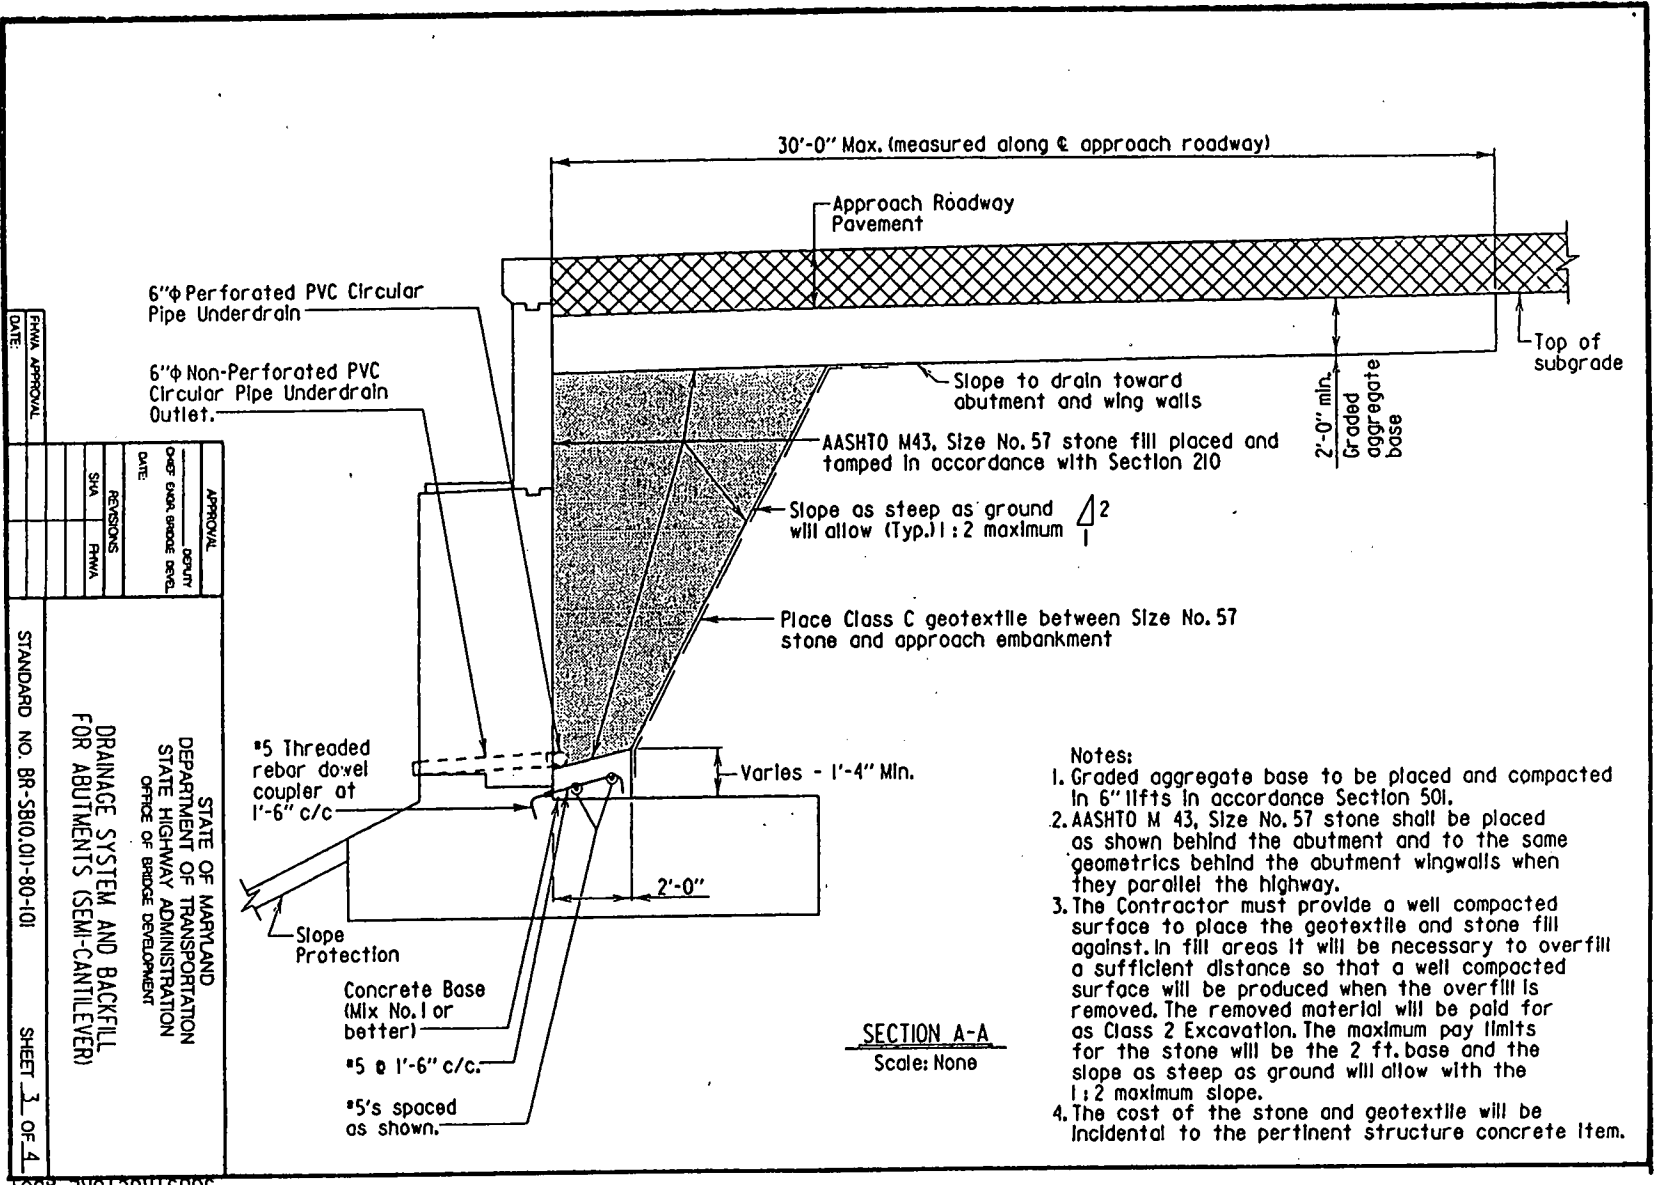 30'-0" Max. (measured along ℄ approach roadway)
Approach Roadway
Pavement
6"φ Perforated PVC Circular
Pipe Underdrain
6"φ Non-Perforated PVC
Circular Pipe Underdrain
Outlet.
Top of
subgrade
2'-0" min.
Graded
aggregate
base
Slope to drain toward
abutment and wing walls
AASHTO M43, Size No. 57 stone fill placed and
tamped in accordance with Section 210
Slope as steep as ground
will allow (Typ.) 1 : 2 maximum
2
1
Place Class C geotextile between Size No. 57
stone and approach embankment
#5 Threaded
rebar dowel
coupler at
1'-6" c/c
Varies - 1'-4" Min.
2'-0"
Slope
Protection
Concrete Base
(Mix No. 1 or
better)
#5 @ 1'-6" c/c.
#5's spaced
as shown.
SECTION A-A
Scale: None
Notes:
1. Graded aggregate base to be placed and compacted
in 6" lifts in accordance Section 501.
2. AASHTO M 43, Size No. 57 stone shall be placed
as shown behind the abutment and to the same
geometrics behind the abutment wingwalls when
they parallel the highway.
3. The Contractor must provide a well compacted
surface to place the geotextile and stone fill
against. In fill areas it will be necessary to overfill
a sufficient distance so that a well compacted
surface will be produced when the overfill is
removed. The removed material will be paid for
as Class 2 Excavation. The maximum pay limits
for the stone will be the 2 ft. base and the
slope as steep as ground will allow with the
1 : 2 maximum slope.
4. The cost of the stone and geotextile will be
incidental to the pertinent structure concrete item.
APPROVAL
DEPUTY
CHIEF ENGR. BRIDGE DEVEL
DATE:
REVISIONS
SHA FHWA
FHWA APPROVAL
DATE:
STATE OF MARYLAND
DEPARTMENT OF TRANSPORTATION
STATE HIGHWAY ADMINISTRATION
OFFICE OF BRIDGE DEVELOPMENT
DRAINAGE SYSTEM AND BACKFILL
FOR ABUTMENTS (SEMI-CANTILEVER)
STANDARD NO. BR-SB(0.01)-80-101 SHEET 3 OF 4